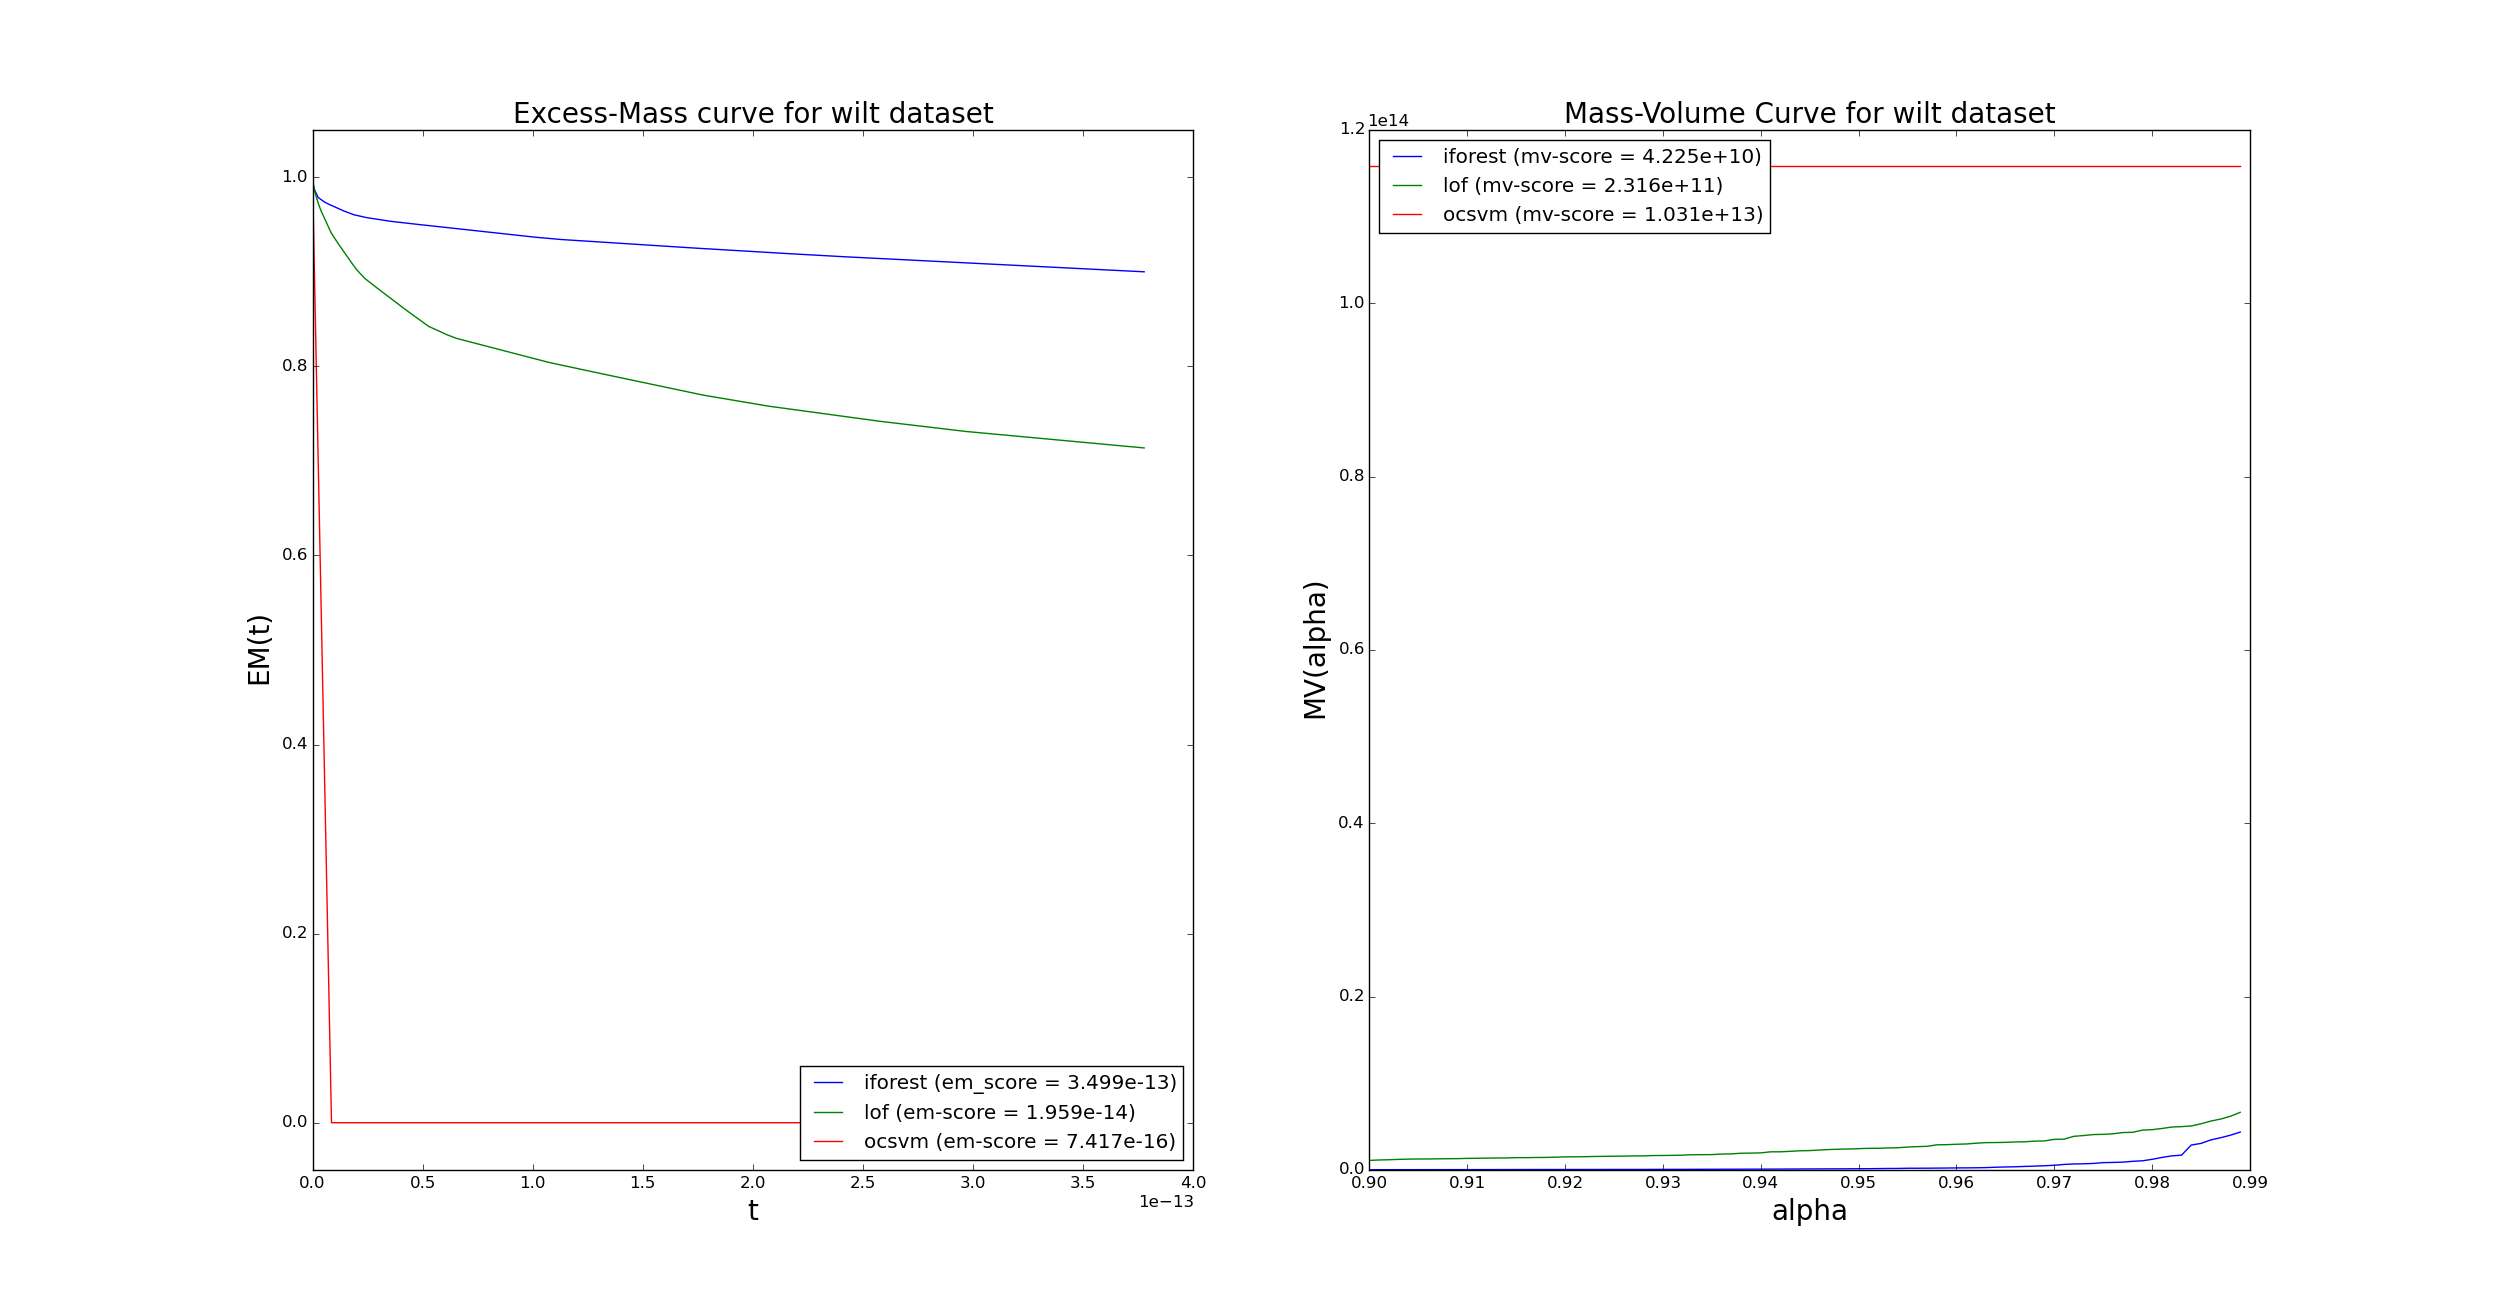 Excess-Mass curve for wilt dataset
EM(t)
1.0
0.8
0.6
0.4
0.2
0.0
0.0 0.5 1.0 1.5 2.0 2.5 3.0 3.5 4.0
1e−13
t
iforest (em_score = 3.499e-13)
lof (em-score = 1.959e-14)
ocsvm (em-score = 7.417e-16)
Mass-Volume Curve for wilt dataset
1e14
MV(alpha)
1.2
1.0
0.8
0.6
0.4
0.2
0.0
0.90 0.91 0.92 0.93 0.94 0.95 0.96 0.97 0.98 0.99
alpha
iforest (mv-score = 4.225e+10)
lof (mv-score = 2.316e+11)
ocsvm (mv-score = 1.031e+13)